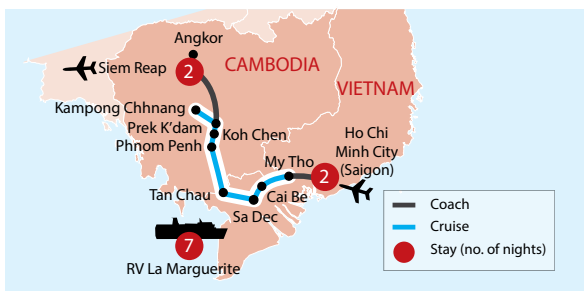 Angkor
Siem Reap
2
CAMBODIA
VIETNAM
Kampong Chhnang
Prek K'dam
Koh Chen
Phnom Penh
Ho Chi
Minh City
(Saigon)
My Tho
2
Tan Chau
Cai Be
Sa Dec
7
RV La Marguerite
Coach
Cruise
Stay (no. of nights)